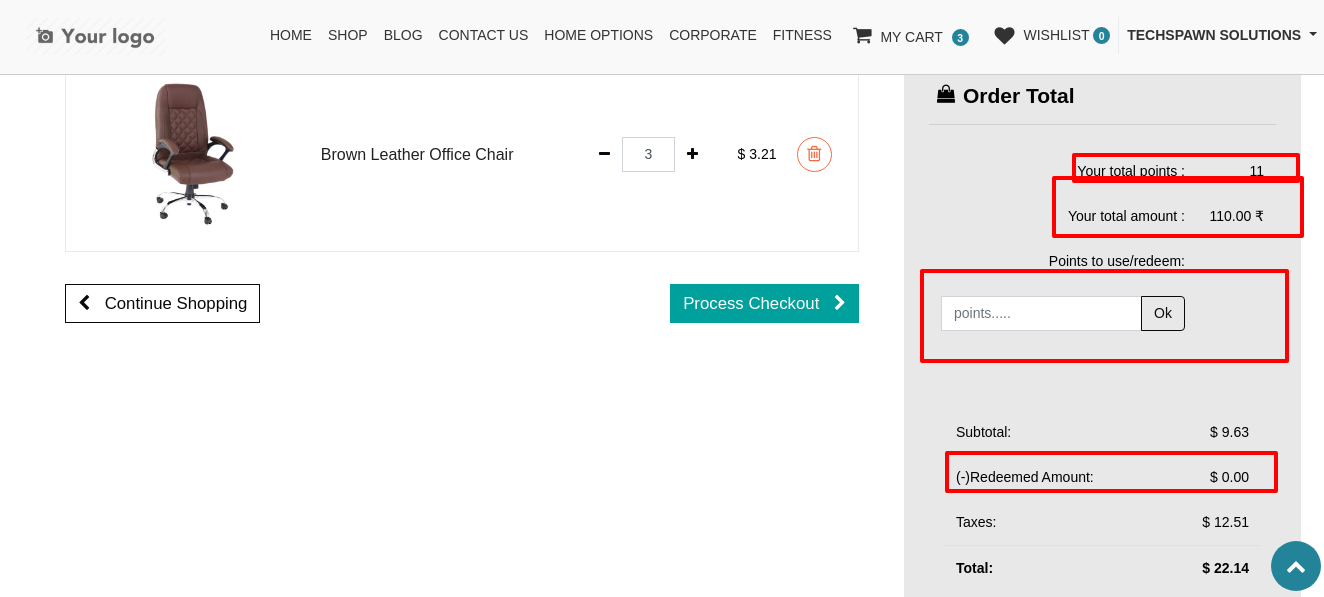 Your logo
HOME SHOP BLOG CONTACT US HOME OPTIONS CORPORATE FITNESS MY CART 3 WISHLIST 0 TECHSPAWN SOLUTIONS
Brown Leather Office Chair 3 $ 3.21
Continue Shopping
Process Checkout
Order Total
Your total points : 11
Your total amount : 110.00 ₹
Points to use/redeem:
points..... Ok
Subtotal: $ 9.63
(-)Redeemed Amount: $ 0.00
Taxes: $ 12.51
Total: $ 22.14